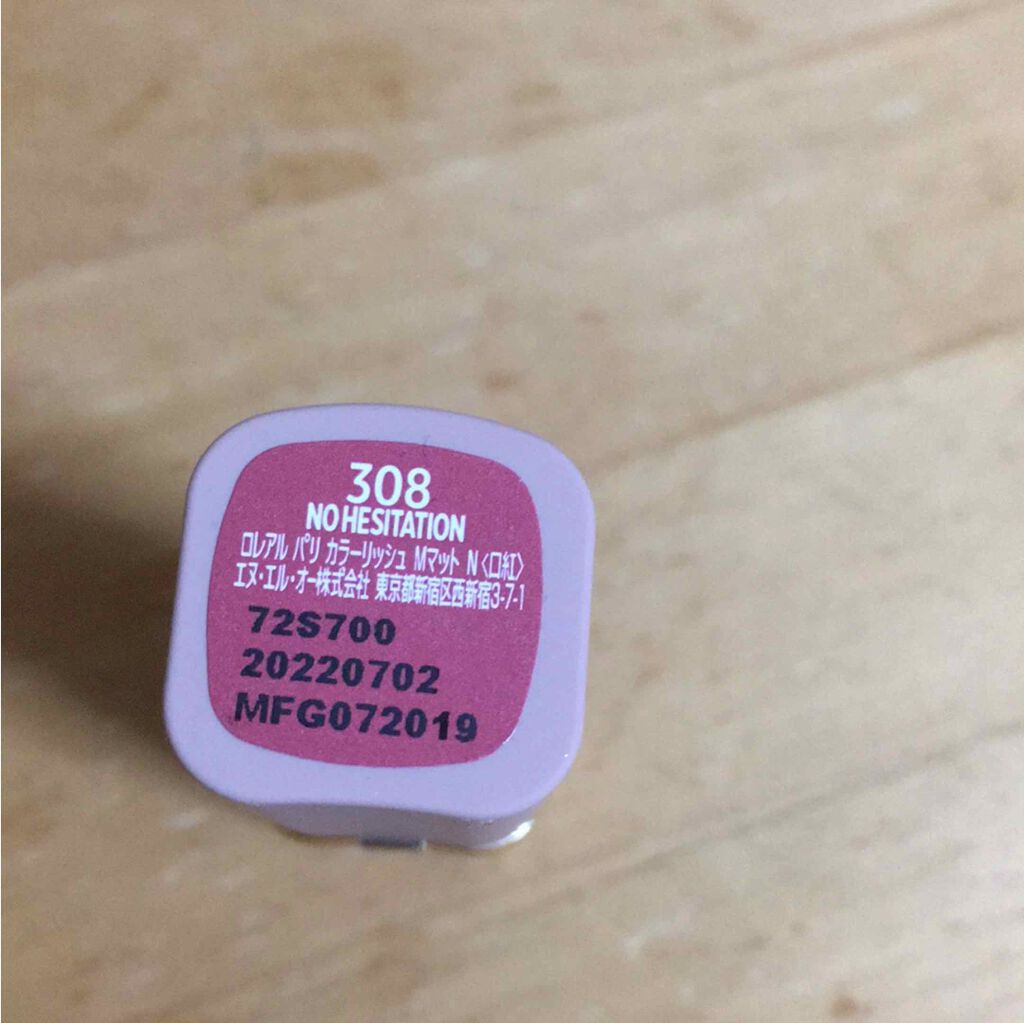 308
NO HESITATION
ロレアル パリ カラーリッシュ Mマット N〈口紅〉
エヌ・エル・オー株式会社 東京都新宿区西新宿3-7-1
72S700
20220702
MFG072019